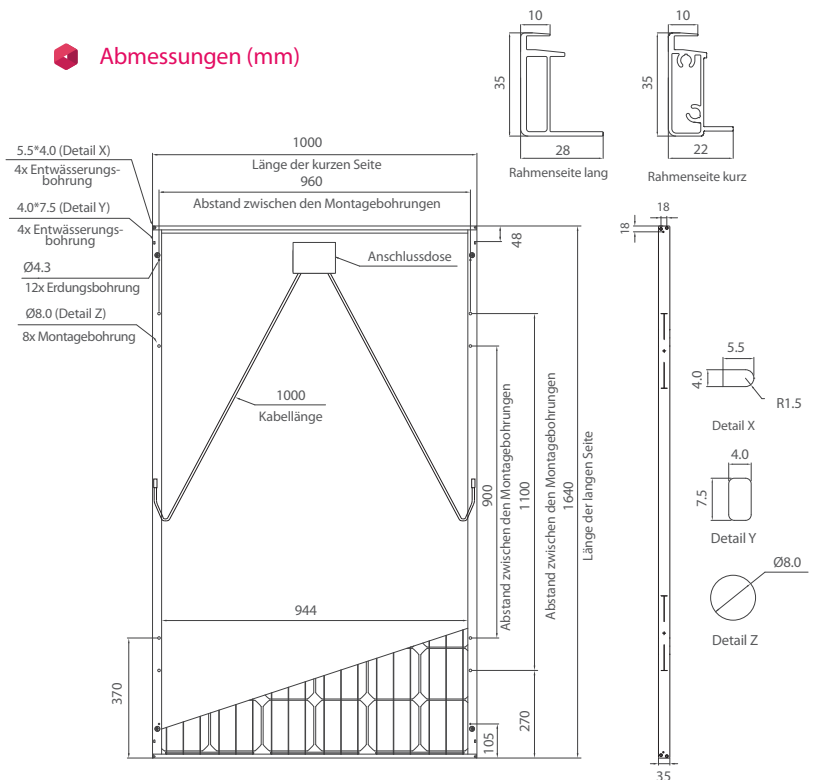 Abmessungen (mm)
10
35
28
Rahmenseite lang
10
35
22
Rahmenseite kurz
5.5*4.0 (Detail X)
4x Entwässerungs-
bohrung
4.0*7.5 (Detail Y)
4x Entwässerungs-
bohrung
Ø4.3
12x Erdungsbohrung
Ø8.0 (Detail Z)
8x Montagebohrung
1000
Länge der kurzen Seite
960
Abstand zwischen den Montagebohrungen
48
Anschlussdose
1000
Kabellänge
900
Abstand zwischen den Montagebohrungen
1100
Abstand zwischen den Montagebohrungen
1640
Länge der langen Seite
944
370
270
105
18
18
35
5.5
4.0
R1.5
Detail X
4.0
7.5
Detail Y
Ø8.0
Detail Z